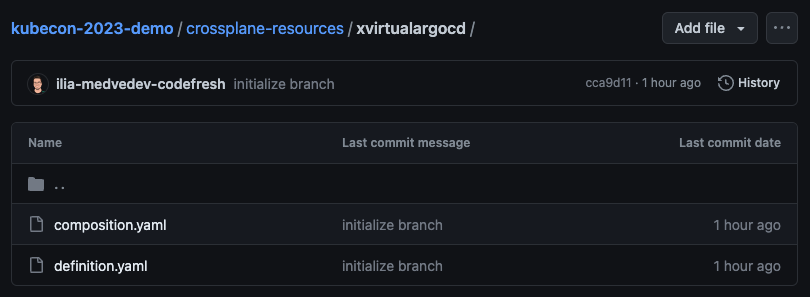 kubecon-2023-demo / crossplane-resources / xvirtualargocd / Add file ...
ilia-medvedev-codefresh initialize branch cca9d11 · 1 hour ago History
Name Last commit message Last commit date
..
composition.yaml initialize branch 1 hour ago
definition.yaml initialize branch 1 hour ago